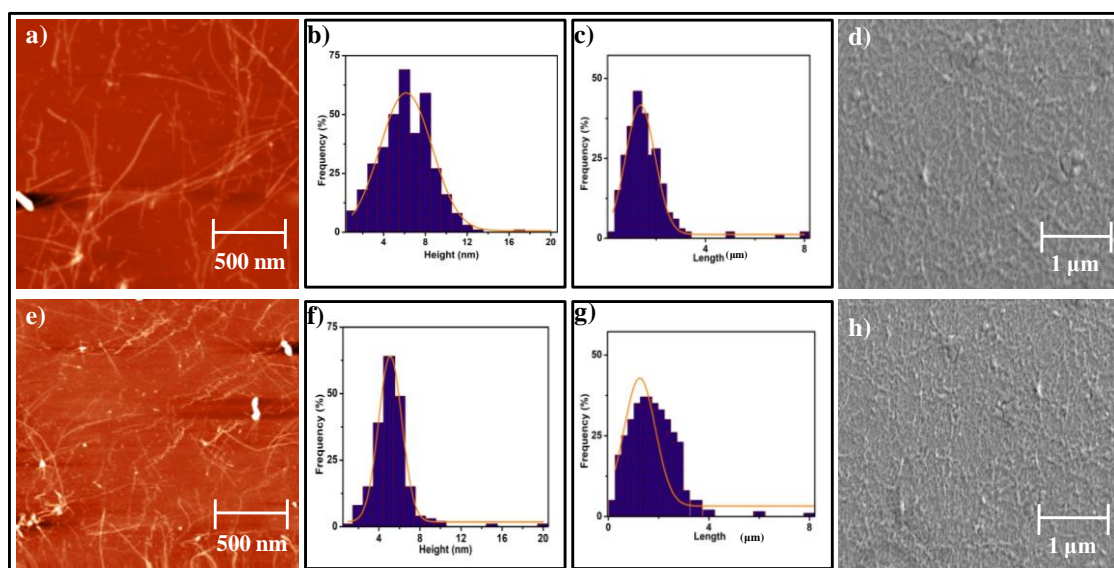 a)
500 nm
b)
75
50
25
0
Frequency (%)
4 8 12 16 20
Height (nm)
c)
50
25
0
Frequency (%)
4 8
Length (μm)
d)
1 μm
e)
500 nm
f)
75
50
25
0
Frequency (%)
4 8 12 16 20
Height (nm)
g)
50
25
0
Frequency (%)
0 4 8
Length (μm)
h)
1 μm